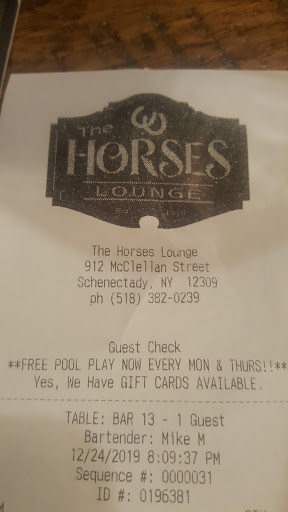 The
HORSES
LOUNGE
The Horses Lounge
912 McClellan Street
Schenectady, NY 12309
ph (518) 382-0239
Guest Check
**FREE POOL PLAY NOW EVERY MON & THURS!!**
Yes, We Have GIFT CARDS AVAILABLE.
TABLE: BAR 13 - 1 Guest
Bartender: Mike M
12/24/2019 8:09:37 PM
Sequence #: 0000031
ID #: 0196381